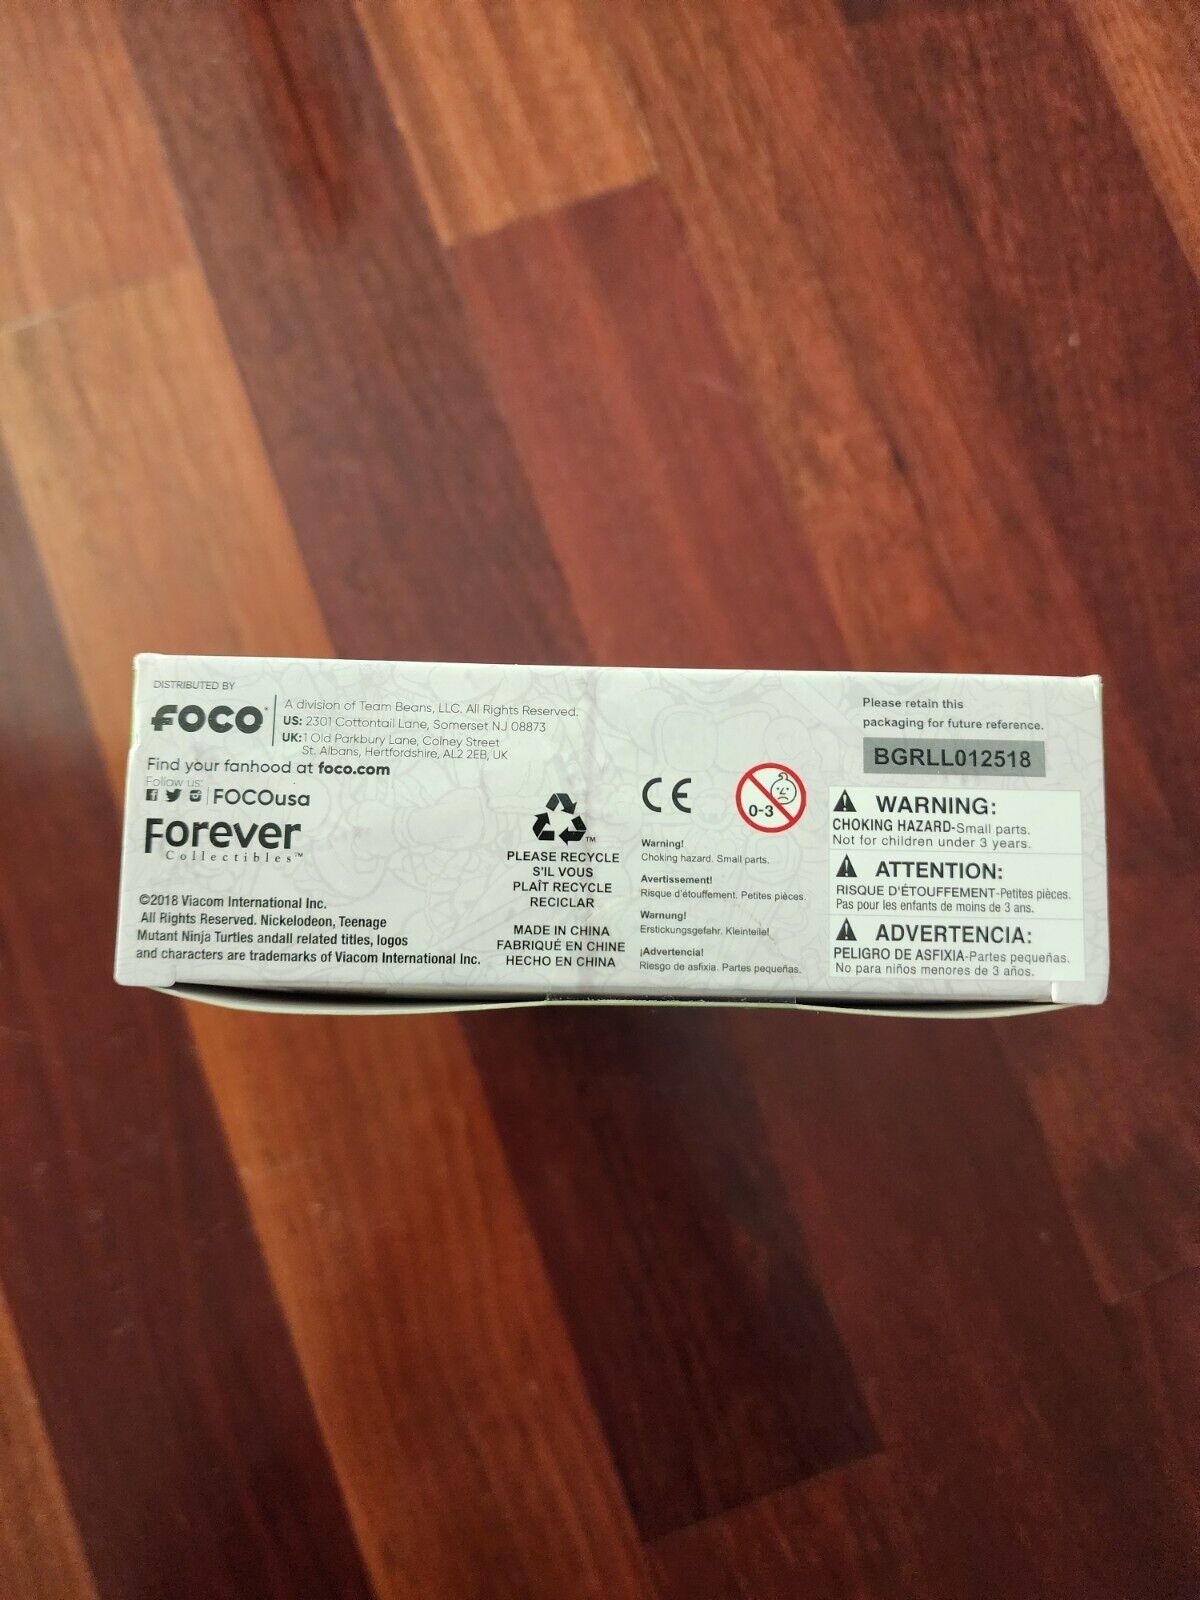 DISTRIBUTED BY
FOCO
A division of Team Beans, LLC. All Rights Reserved.
US: 2301 Cottontail Lane, Somerset NJ 08873
UK: 1 Old Parkbury Lane, Colney Street
St. Albans, Hertfordshire, AL2 2EB, UK
Find your fanhood at foco.com
Follow us:
FOCOusa
Forever
Collectibles™
©2018 Viacom International Inc.
All Rights Reserved. Nickelodeon, Teenage
Mutant Ninja Turtles andall related titles, logos
and characters are trademarks of Viacom International Inc.
TM
PLEASE RECYCLE
S'IL VOUS
PLAÎT RECYCLE
RECICLAR
MADE IN CHINA
FABRIQUÉ EN CHINE
HECHO EN CHINA
CE
0-3
Warning!
Choking hazard. Small parts.
Avertissement!
Risque d'étouffement. Petites pièces.
Warnung!
Erstickungsgefahr. Kleinteile!
¡Advertencia!
Riesgo de asfixia. Partes pequeñas.
Please retain this
packaging for future reference.
BGRLL012518
WARNING:
CHOKING HAZARD-Small parts.
Not for children under 3 years.
ATTENTION:
RISQUE D'ÉTOUFFEMENT-Petites pièces.
Pas pour les enfants de moins de 3 ans.
ADVERTENCIA:
PELIGRO DE ASFIXIA-Partes pequeñas.
No para niños menores de 3 años.